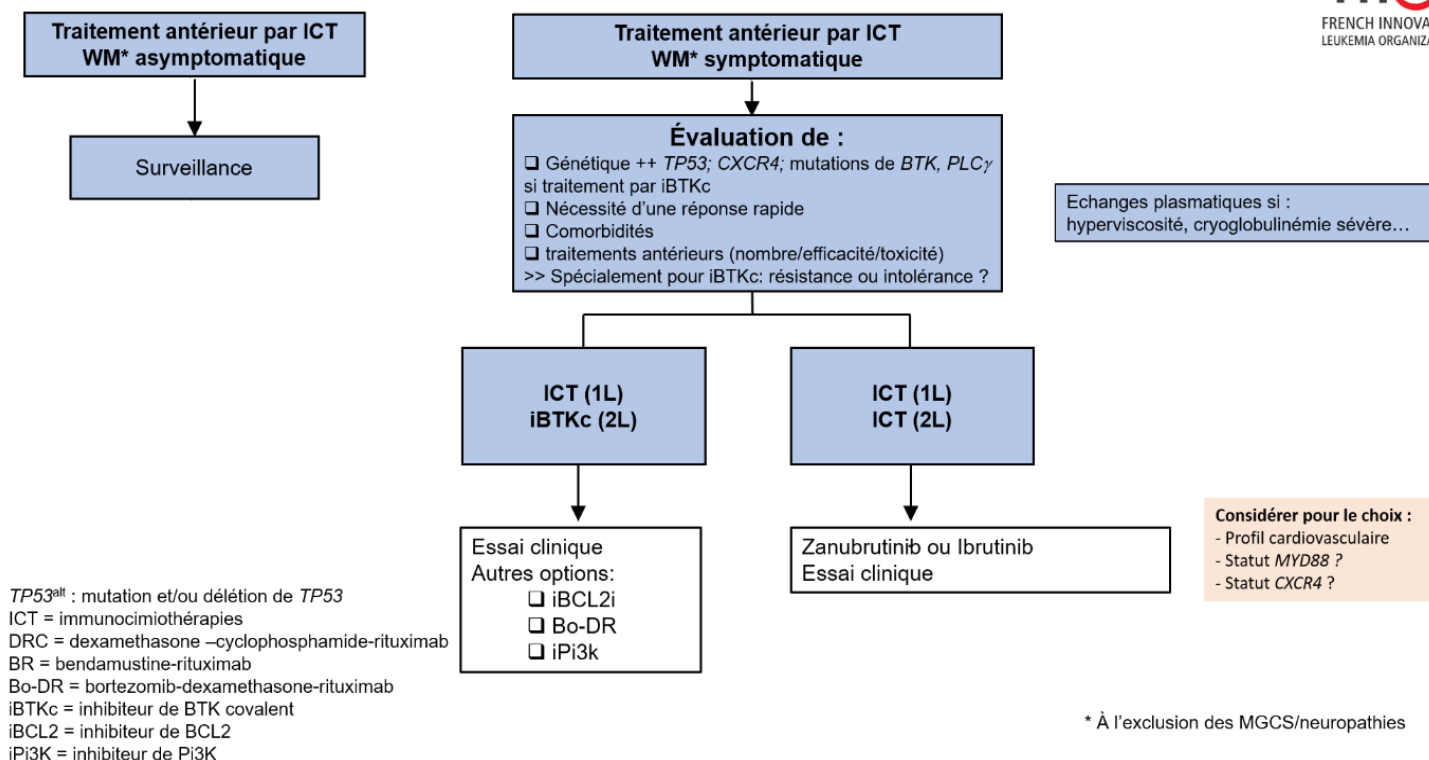 Traitement antérieur par ICT
WM* asymptomatique
Surveillance
Traitement antérieur par ICT
WM* symptomatique
Évaluation de :
❑ Génétique ++ TP53; CXCR4; mutations de BTK, PLCγ
si traitement par iBTKc
❑ Nécessité d’une réponse rapide
❑ Comorbidités
❑ traitements antérieurs (nombre/efficacité/toxicité)
>> Spécialement pour iBTKc: résistance ou intolérance ?
FRENCH INNOVA
LEUKEMIA ORGANIZA
Echanges plasmatiques si :
hyperviscosité, cryoglobulinémie sévère…
ICT (1L)
iBTKc (2L)
ICT (1L)
ICT (2L)
Essai clinique
Autres options:
❑ iBCL2i
❑ Bo-DR
❑ iPi3k
Zanubrutinib ou Ibrutinib
Essai clinique
Considérer pour le choix :
- Profil cardiovasculaire
- Statut MYD88 ?
- Statut CXCR4 ?
TP53alt : mutation et/ou délétion de TP53
ICT = immunocimiothérapies
DRC = dexamethasone –cyclophosphamide-rituximab
BR = bendamustine-rituximab
Bo-DR = bortezomib-dexamethasone-rituximab
iBTKc = inhibiteur de BTK covalent
iBCL2 = inhibiteur de BCL2
iPi3K = inhibiteur de Pi3K
* À l’exclusion des MGCS/neuropathies